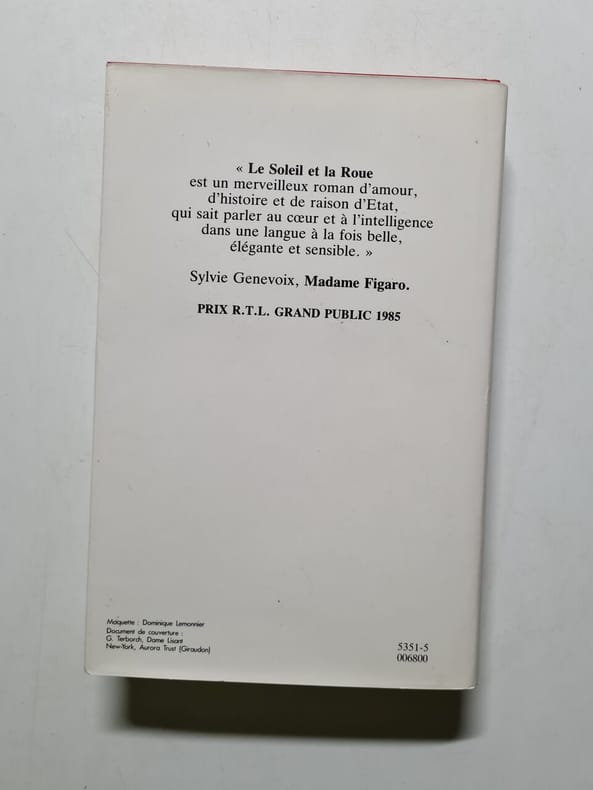 « Le Soleil et la Roue
est un merveilleux roman d'amour,
d'histoire et de raison d'Etat,
qui sait parler au cœur et à l'intelligence
dans une langue à la fois belle,
élégante et sensible. »
Sylvie Genevoix, Madame Figaro.
PRIX R.T.L. GRAND PUBLIC 1985
Maquette : Dominique Lemonnier
Document de couverture :
G. Terborch, Dame Lisant
New-York, Aurora Trust (Giraudon)
5351-5
006800